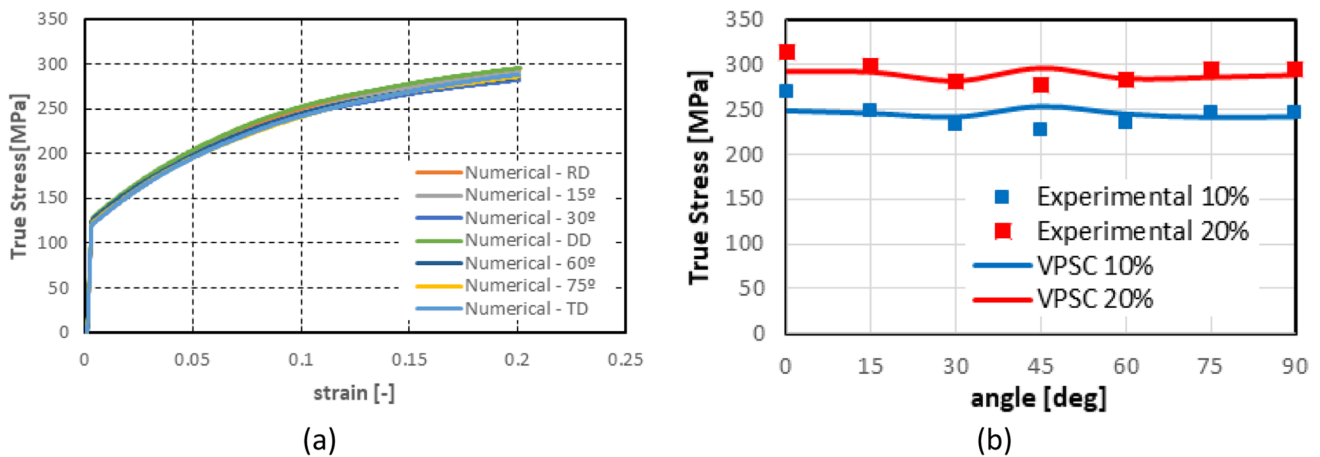 350
300
250
200
150
100
50
0
True Stress[MPa]
Numerical - RD
Numerical - 15º
Numerical - 30º
Numerical - DD
Numerical - 60º
Numerical - 75º
Numerical - TD
0 0.05 0.1 0.15 0.2 0.25
strain [-]
(a)
350
300
250
200
150
100
50
0
True Stress [MPa]
Experimental 10%
Experimental 20%
VPSC 10%
VPSC 20%
0 15 30 45 60 75 90
angle [deg]
(b)